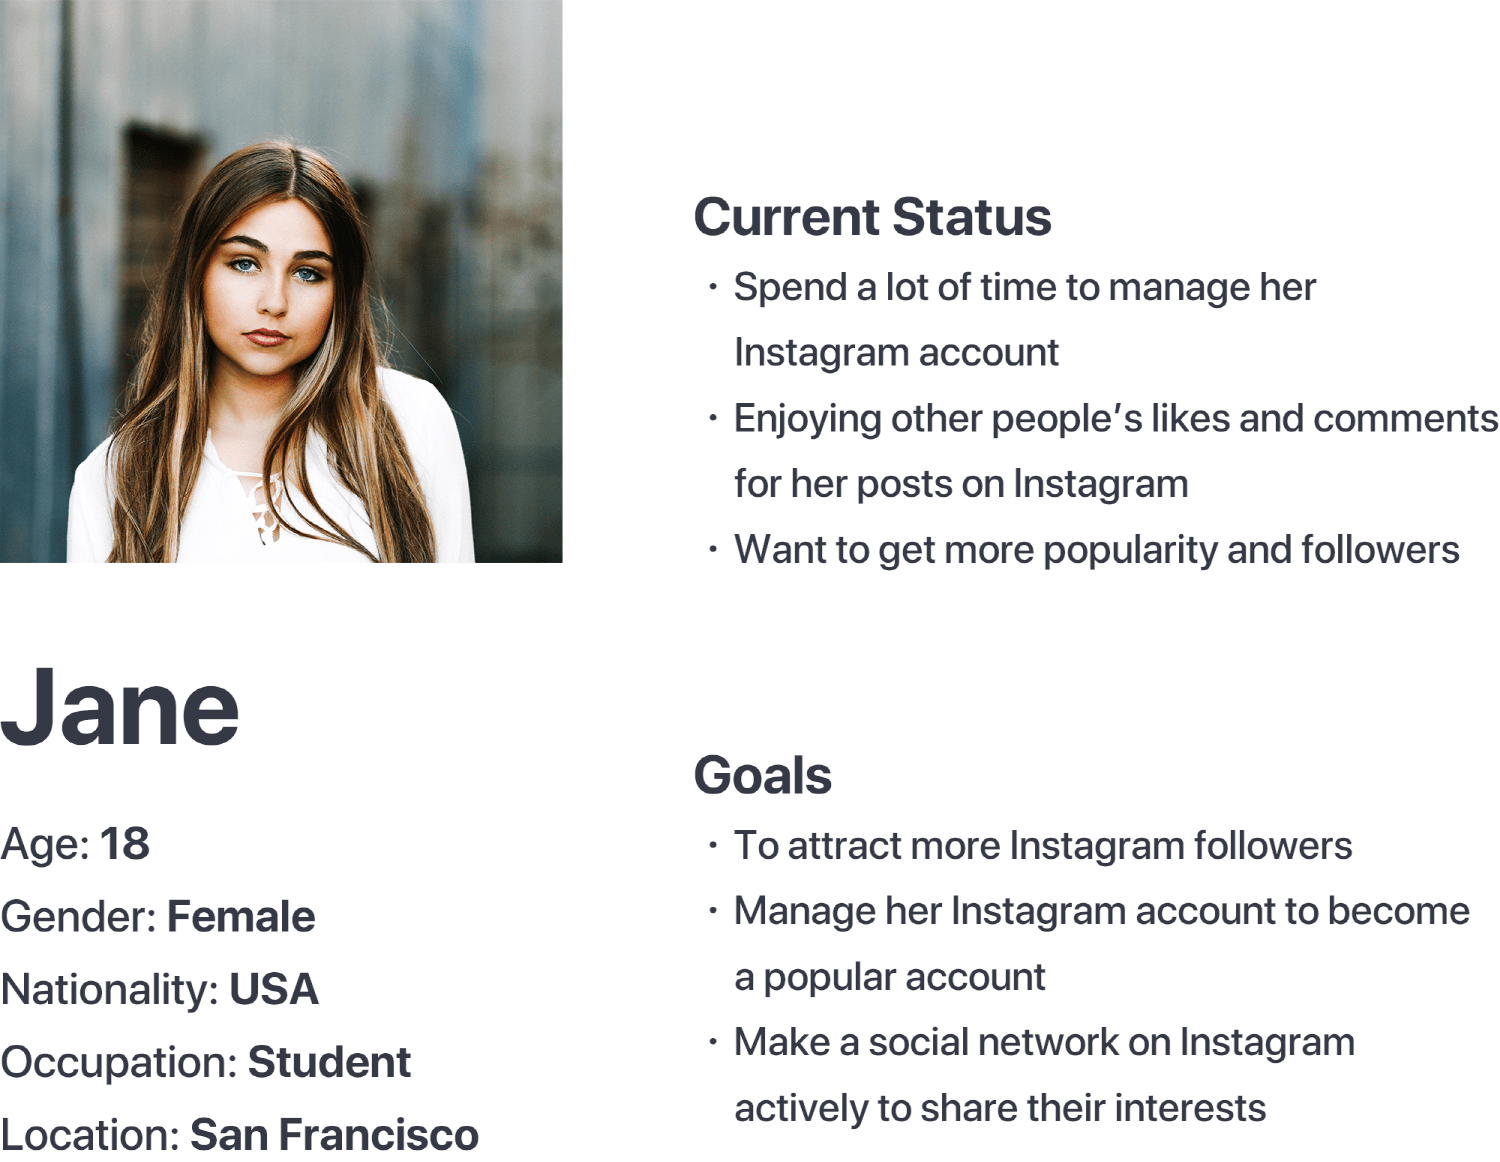 Current Status
· Spend a lot of time to manage her
Instagram account
· Enjoying other people’s likes and comments
for her posts on Instagram
· Want to get more popularity and followers
Jane
Age: 18
Gender: Female
Nationality: USA
Occupation: Student
Location: San Francisco
Goals
· To attract more Instagram followers
· Manage her Instagram account to become
a popular account
· Make a social network on Instagram
actively to share their interests